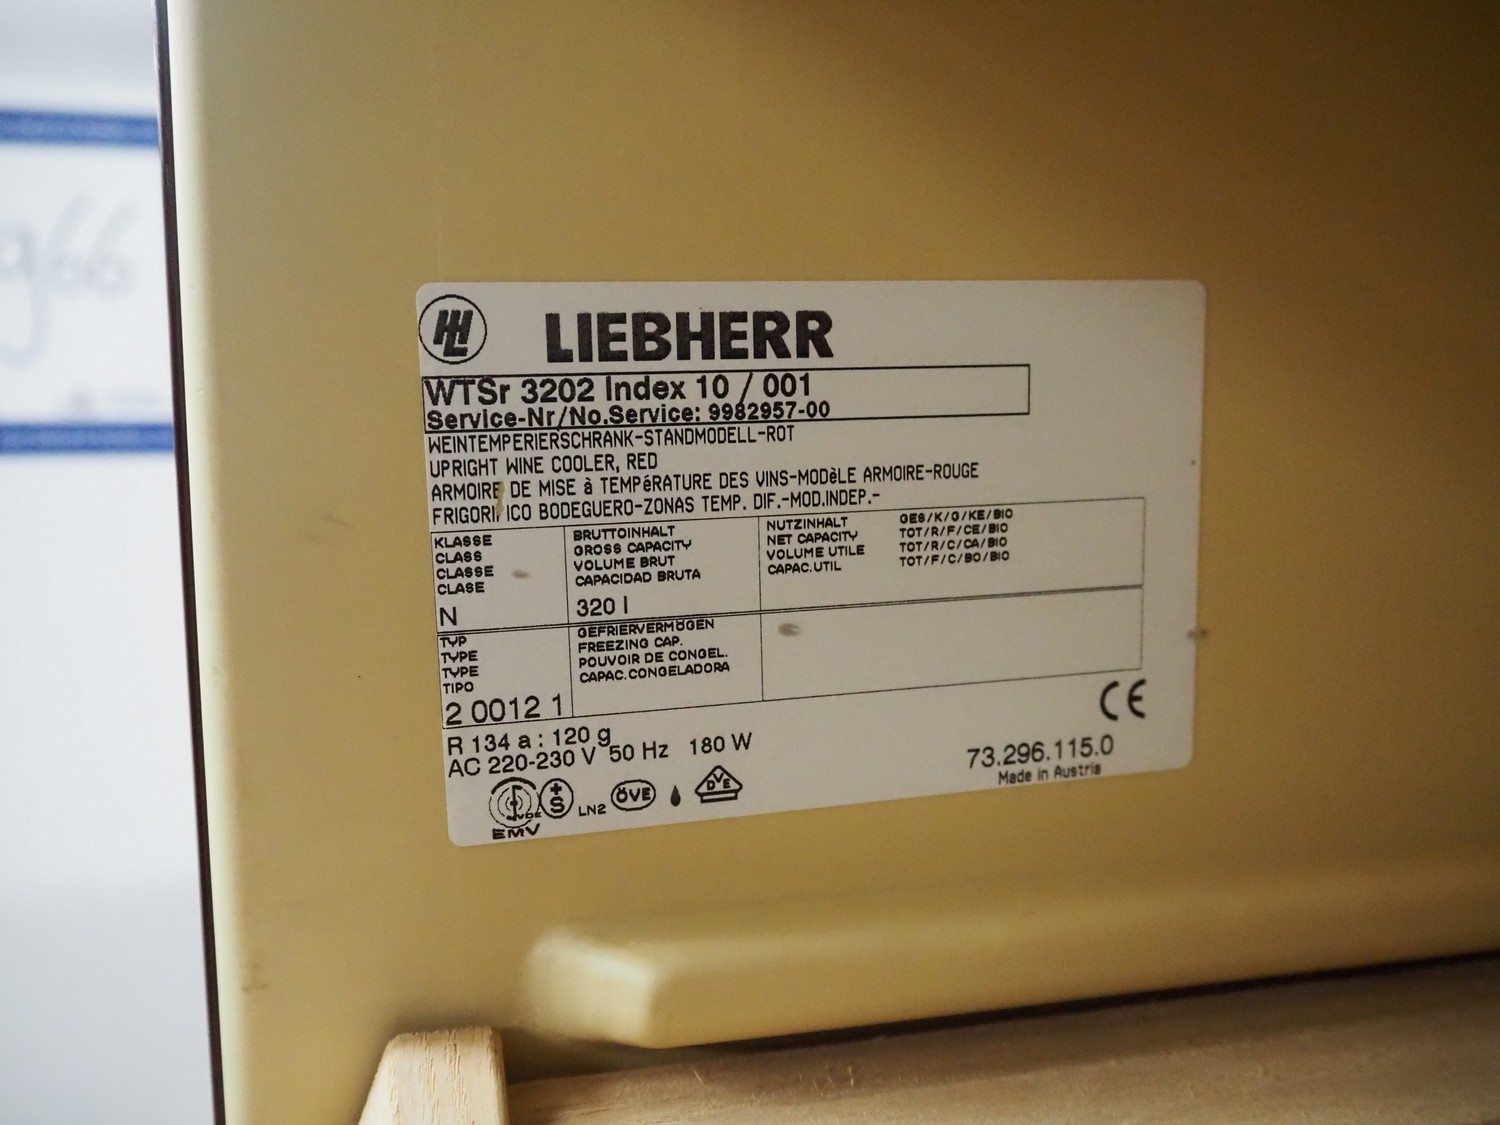 g66
LIEBHERR
WTSr 3202 Index 10 / 001
Service-Nr/No.Service: 9982957-00
WEINTEMPERIERSCHRANK-STANDMODELL-ROT
UPRIGHT WINE COOLER, RED
ARMOIRE DE MISE à TEMPéRATURE DES VINS-MODèLE ARMOIRE-ROUGE
FRIGORIFICO BODEGUERO-ZONAS TEMP. DIF.-MOD.INDEP.-
KLASSE
CLASS
CLASSE
CLASE
N
BRUTTOINHALT
GROSS CAPACITY
VOLUME BRUT
CAPACIDAD BRUTA
320 l
NUTZINHALT GES/K/G/KE/BIO
NET CAPACITY TOT/R/F/CE/BIO
VOLUME UTILE TOT/R/C/CA/BIO
CAPAC.UTIL TOT/F/C/BO/BIO
TYP
TYPE
TYPE
TIPO
2 0012 1
GEFRIERVERMÖGEN
FREEZING CAP.
POUVOIR DE CONGEL.
CAPAC.CONGELADORA
R 134 a : 120 g
AC 220-230 V 50 Hz 180 W
CE
73.296.115.0
Made in Austria
VDE
EMV
+S
LN2
ÖVE
DVE